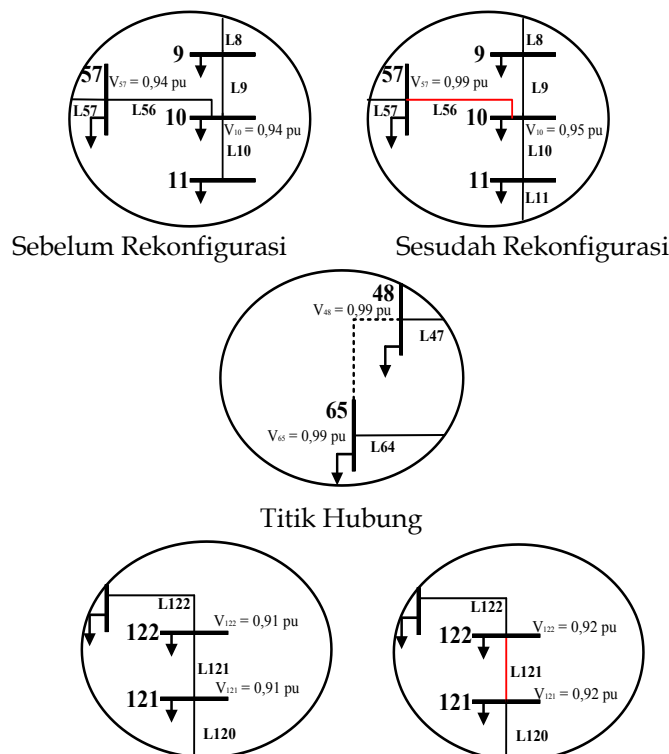 L8
9
57
V57 = 0,94 pu
L9
L57
L56
10
V10 = 0,94 pu
L10
11
L8
9
57
V57 = 0,99 pu
L9
L57
L56
10
V10 = 0,95 pu
L10
11
L11
Sebelum Rekonfigurasi
Sesudah Rekonfigurasi
48
V48 = 0,99 pu
L47
65
V65 = 0,99 pu
L64
Titik Hubung
L122
V122 = 0,91 pu
122
L121
V121 = 0,91 pu
121
L120
L122
V122 = 0,92 pu
122
L121
V121 = 0,92 pu
121
L120